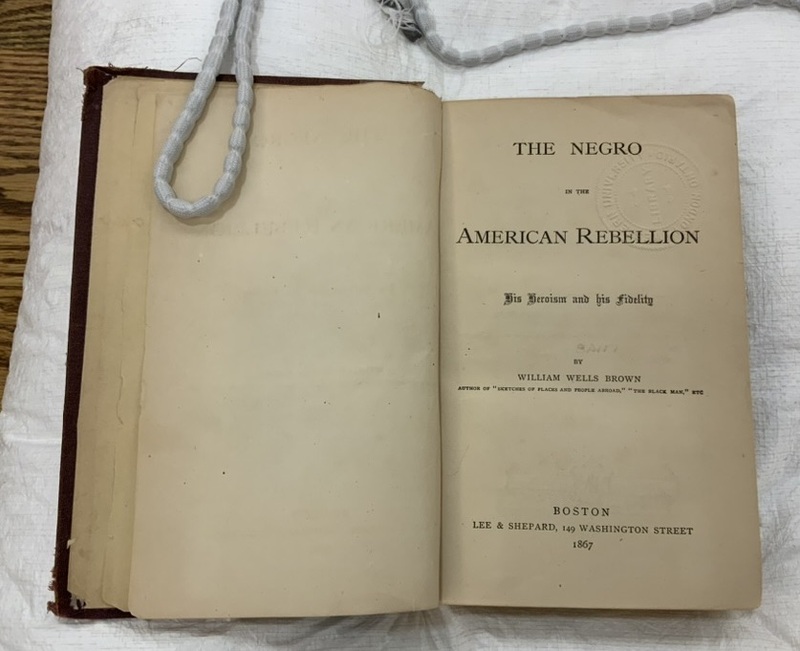 THE NEGRO
IN THE
AMERICAN REBELLION
His Heroism and his Fidelity
BY
WILLIAM WELLS BROWN
AUTHOR OF "SKETCHES OF PLACES AND PEOPLE ABROAD," "THE BLACK MAN," ETC
BOSTON
LEE & SHEPARD, 149 WASHINGTON STREET
1867